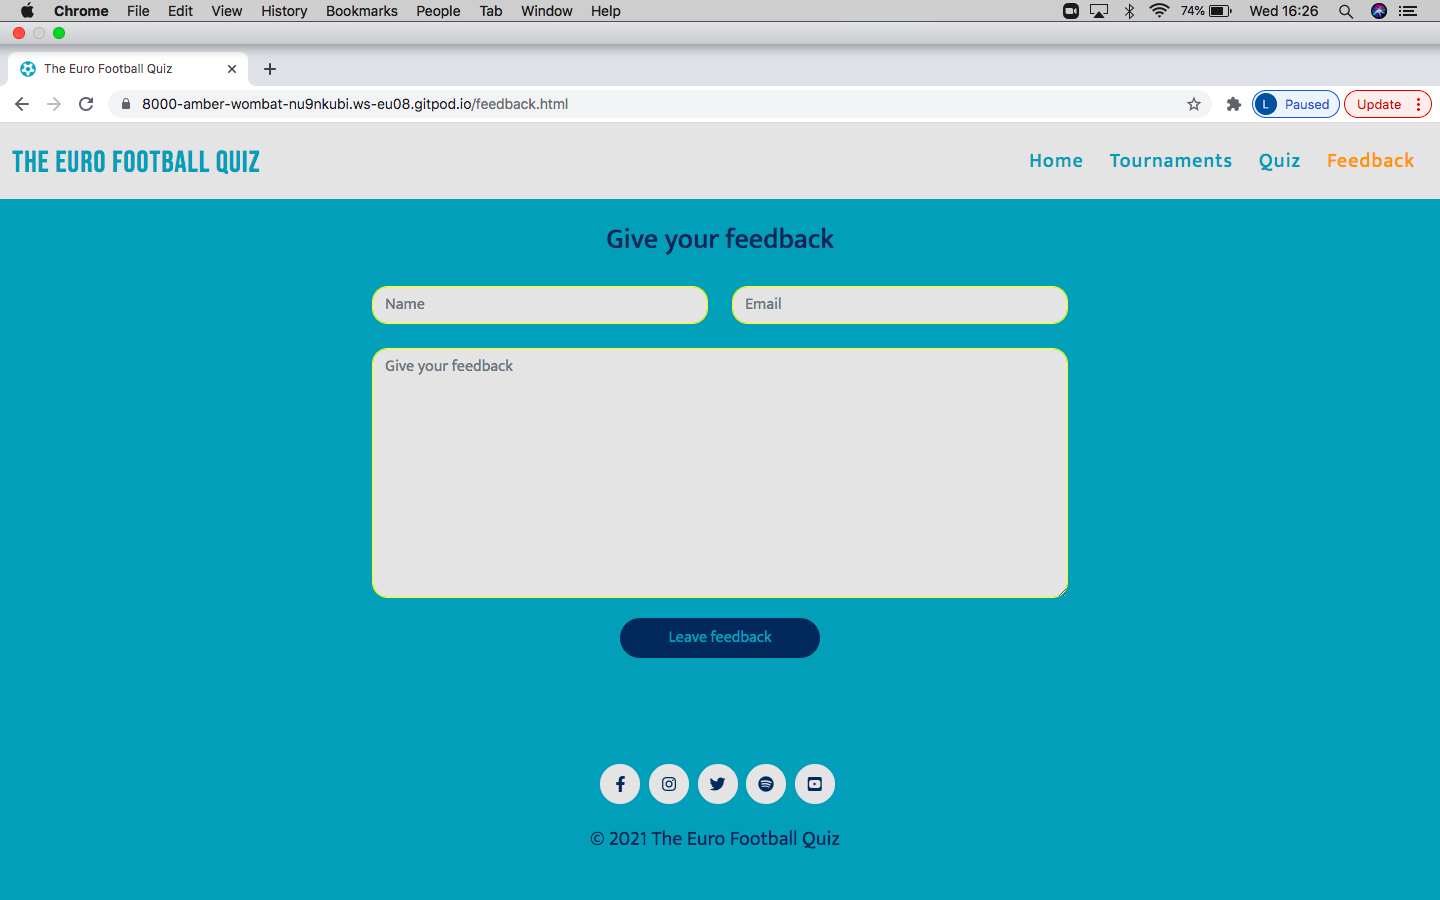 Chrome File Edit View History Bookmarks People Tab Window Help 74% Wed 16:26
The Euro Football Quiz
8000-amber-wombat-nu9nkubi.ws-eu08.gitpod.io/feedback.html L Paused Update
THE EURO FOOTBALL QUIZ Home Tournaments Quiz Feedback
Give your feedback
Name Email
Give your feedback
Leave feedback
© 2021 The Euro Football Quiz